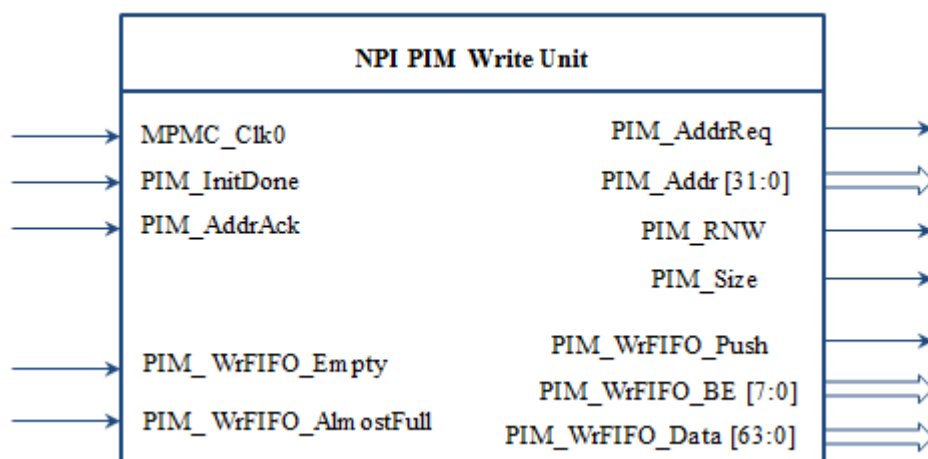 NPI PIM Write Unit
MPMC_Clk0
PIM_InitDone
PIM_AddrAck
PIM_ WrFIFO_Empty
PIM_ WrFIFO_AlmostFull
PIM_AddrReq
PIM_Addr [31:0]
PIM_RNW
PIM_Size
PIM_WrFIFO_Push
PIM_WrFIFO_BE [7:0]
PIM_WrFIFO_Data [63:0]